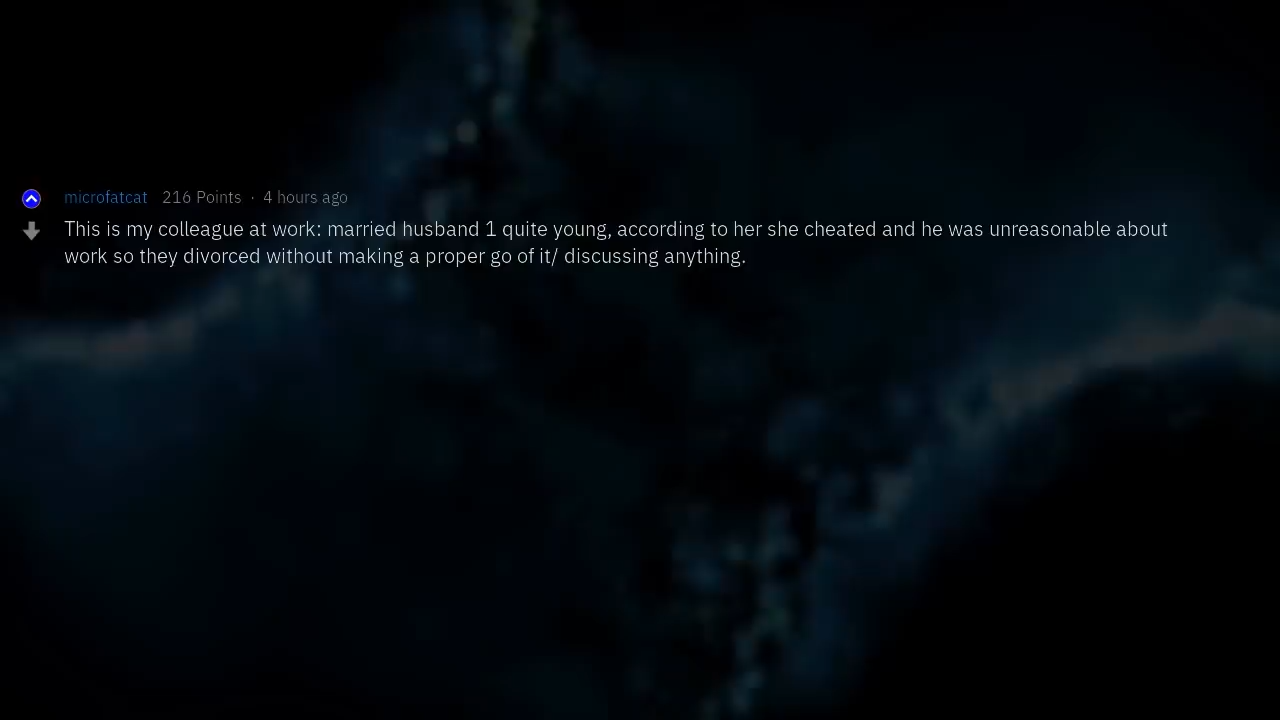 microfatcat 216 Points · 4 hours ago
This is my colleague at work: married husband 1 quite young, according to her she cheated and he was unreasonable about
work so they divorced without making a proper go of it/ discussing anything.